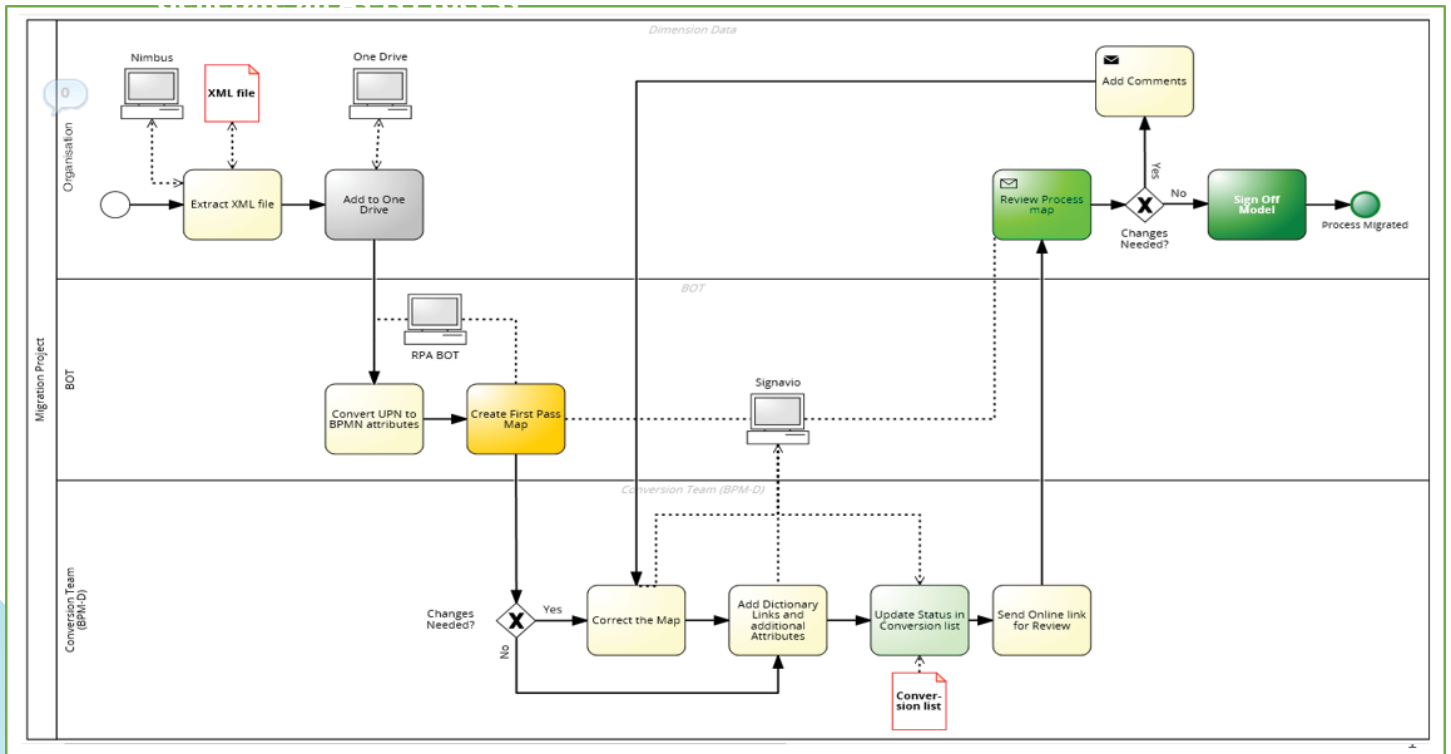 Dimension Data
Nimbus
One Drive
XML file
0
Organisation
Extract XML file
Add to One
Drive
Add Comments
Review Process
map
Yes
No
Changes
Needed?
Sign Off
Model
Process Migrated
Migration Project
BOT
BOT
RPA BOT
Convert UPN to
BPMN attributes
Create First Pass
Map
Signavio
Conversion Team (BPM-D)
Conversion Team
(BPM-D)
Changes
Needed?
Yes
No
Correct the Map
Add Dictionary
Links and
additional
Attributes
Update Status in
Conversion list
Send Online link
for Review
Conver-
sion list